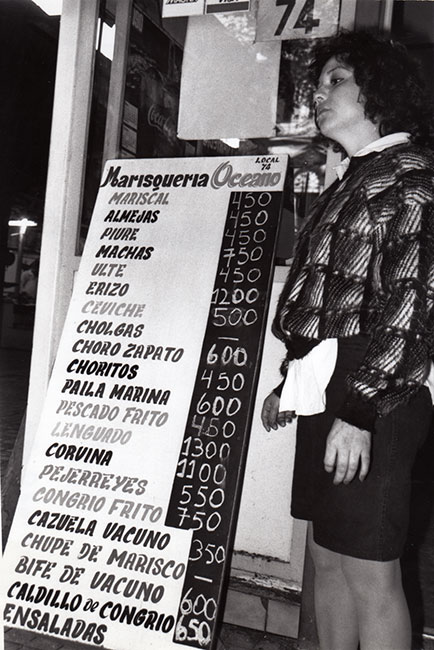 74
Marisqueria Oceano LOCAL 74
MARISCAL 450
ALMEJAS 450
PIURE 450
MACHAS 750
ULTE 450
ERIZO 1200
CEVICHE 500
CHOLGAS —
CHORO ZAPATO 600
CHORITOS 450
PAILA MARINA 600
PESCADO FRITO 450
LENGUADO 1300
CORVINA 1100
PEJERREYES 550
CONGRIO FRITO 750
CAZUELA VACUNO 350
CHUPE DE MARISCO —
BIFE DE VACUNO 600
CALDILLO DE CONGRIO 650
ENSALADAS